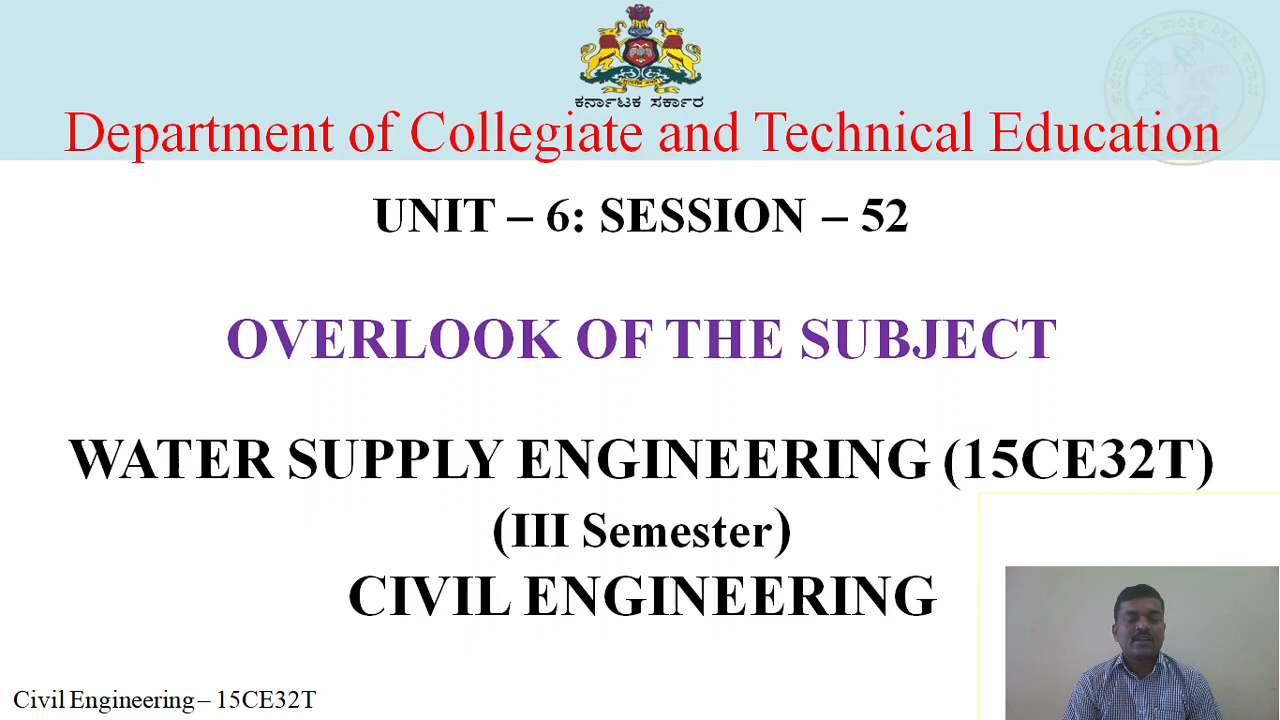 ಕರ್ನಾಟಕ ಸರ್ಕಾರ
Department of Collegiate and Technical Education
UNIT – 6: SESSION – 52
OVERLOOK OF THE SUBJECT
WATER SUPPLY ENGINEERING (15CE32T)
(III Semester)
CIVIL ENGINEERING
Civil Engineering – 15CE32T